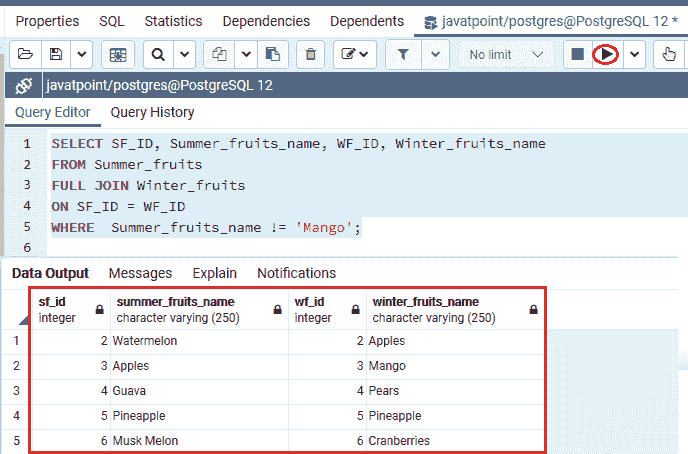 Properties SQL Statistics Dependencies Dependents javatpoint/postgres@PostgreSQL 12 *
No limit
javatpoint/postgres@PostgreSQL 12
Query Editor Query History
1 SELECT SF_ID, Summer_fruits_name, WF_ID, Winter_fruits_name
2 FROM Summer_fruits
3 FULL JOIN Winter_fruits
4 ON SF_ID = WF_ID
5 WHERE  Summer_fruits_name != 'Mango';
6
Data Output Messages Explain Notifications
sf_id summer_fruits_name wf_id winter_fruits_name
integer character varying (250) integer character varying (250)
1 2 Watermelon 2 Apples
2 3 Apples 3 Mango
3 4 Guava 4 Pears
4 5 Pineapple 5 Pineapple
5 6 Musk Melon 6 Cranberries